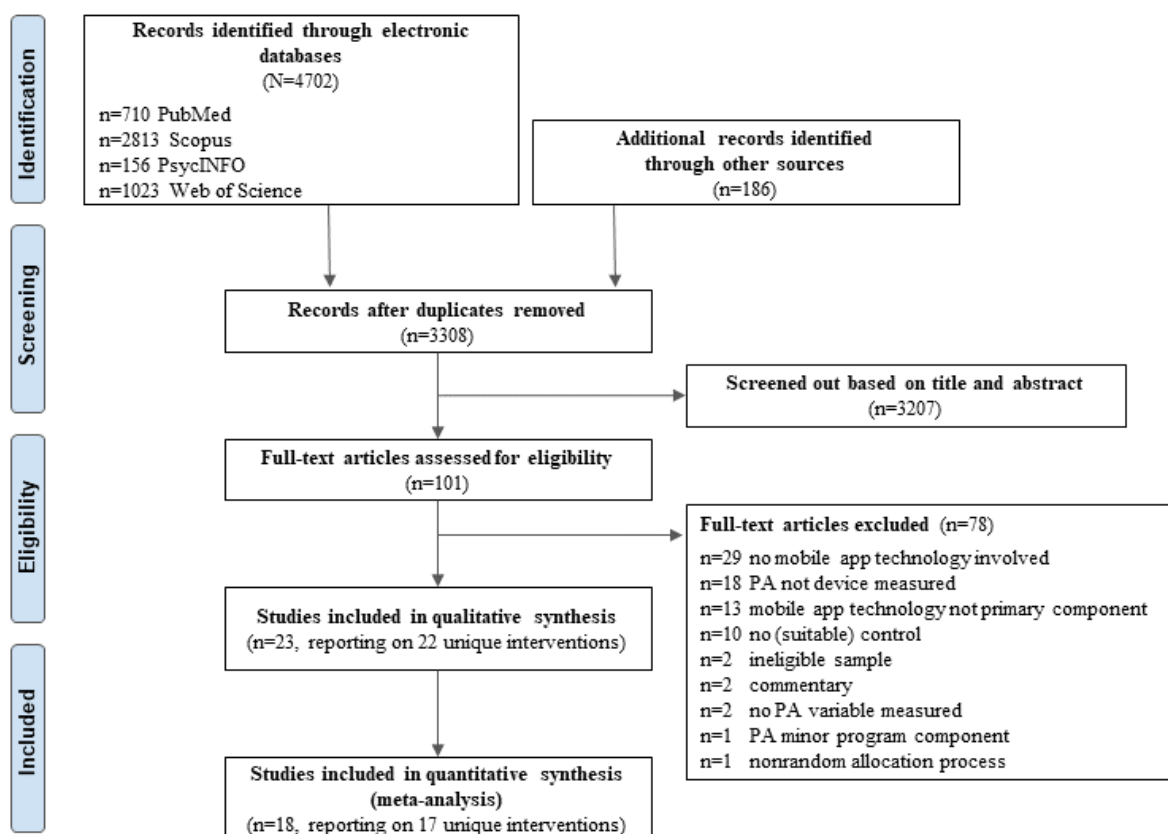 Identification
Records identified through electronic
databases
(N=4702)
n=710 PubMed
n=2813 Scopus
n=156 PsycINFO
n=1023 Web of Science
Additional records identified
through other sources
(n=186)
Screening
Records after duplicates removed
(n=3308)
Screened out based on title and abstract
(n=3207)
Eligibility
Full-text articles assessed for eligibility
(n=101)
Full-text articles excluded (n=78)
n=29 no mobile app technology involved
n=18 PA not device measured
n=13 mobile app technology not primary component
n=10 no (suitable) control
n=2 ineligible sample
n=2 commentary
n=2 no PA variable measured
n=1 PA minor program component
n=1 nonrandom allocation process
Studies included in qualitative synthesis
(n=23, reporting on 22 unique interventions)
Included
Studies included in quantitative synthesis
(meta-analysis)
(n=18, reporting on 17 unique interventions)